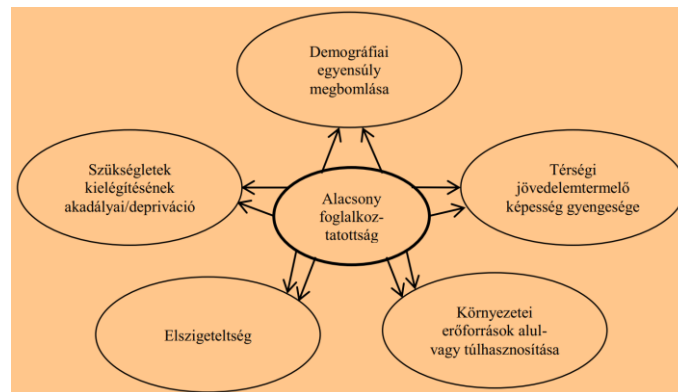 Demográfiai
egyensúly
megbomlása
Szükségletek
kielégítésének
akadályai/depriváció
Alacsony
foglalkoz-
tatottság
Térségi
jövedelemtermelő
képesség gyengesége
Elszigeteltség
Környezetei
erőforrások alul-
vagy túlhasznosítása